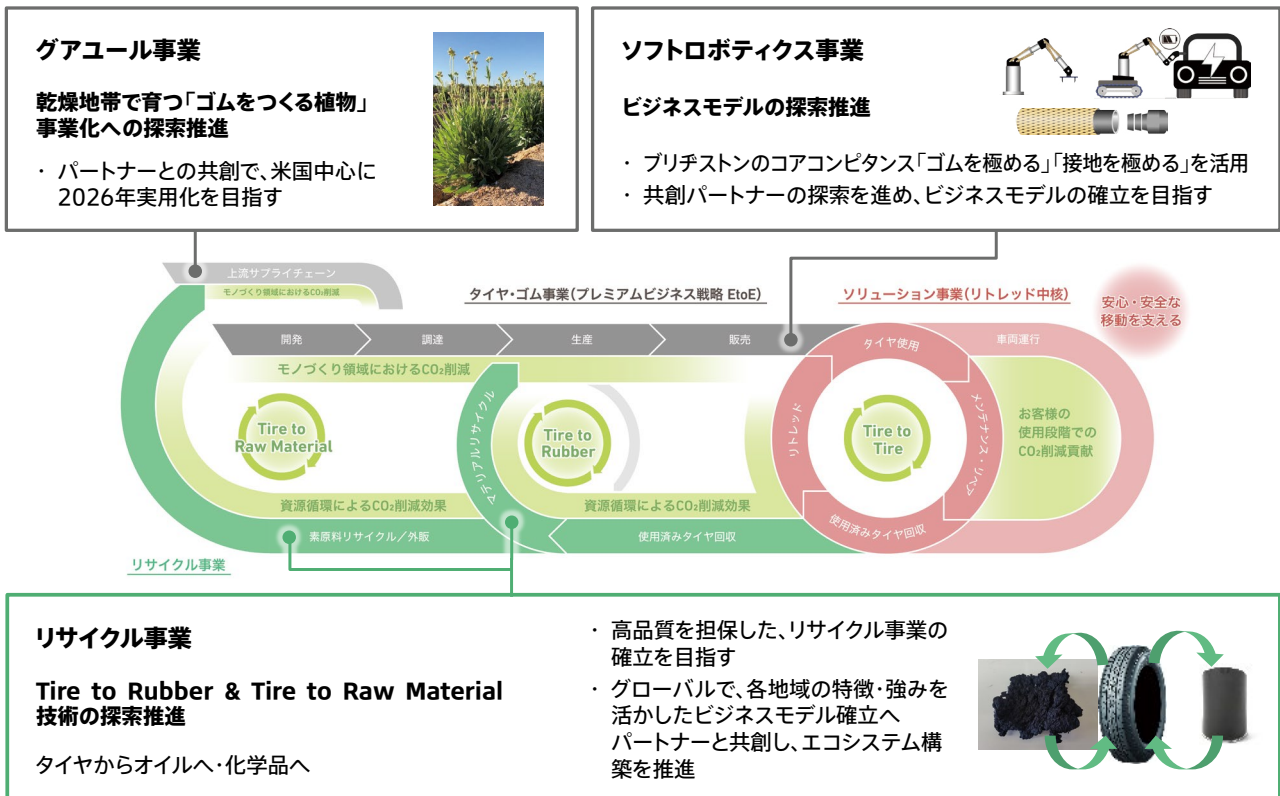 グアユール事業
乾燥地帯で育つ「ゴムをつくる植物」
事業化への探索推進
・ パートナーとの共創で、米国中心に
2026年実用化を目指す
ソフトロボティクス事業
ビジネスモデルの探索推進
・ ブリヂストンのコアコンピタンス「ゴムを極める」「接地を極める」を活用
・ 共創パートナーの探索を進め、ビジネスモデルの確立を目指す
上流サプライチェーン
モノづくり領域におけるCO₂削減
タイヤ・ゴム事業(プレミアムビジネス戦略 EtoE)
ソリューション事業(リトレッド中核)
安心・安全な
移動を支える
開発
調達
生産
販売
タイヤ使用
車両運行
モノづくり領域におけるCO₂削減
マテリアルリサイクル
リトレッド
メンテナンス・リペア
Tire to
Raw Material
Tire to
Rubber
Tire to
Tire
お客様の
使用段階での
CO₂削減貢献
資源循環によるCO₂削減効果
資源循環によるCO₂削減効果
使用済みタイヤ回収
素原料リサイクル／外販
使用済みタイヤ回収
リサイクル事業
リサイクル事業
Tire to Rubber & Tire to Raw Material
技術の探索推進
タイヤからオイルへ・化学品へ
・ 高品質を担保した、リサイクル事業の
確立を目指す
・ グローバルで、各地域の特徴・強みを
活かしたビジネスモデル確立へ
パートナーと共創し、エコシステム構
築を推進